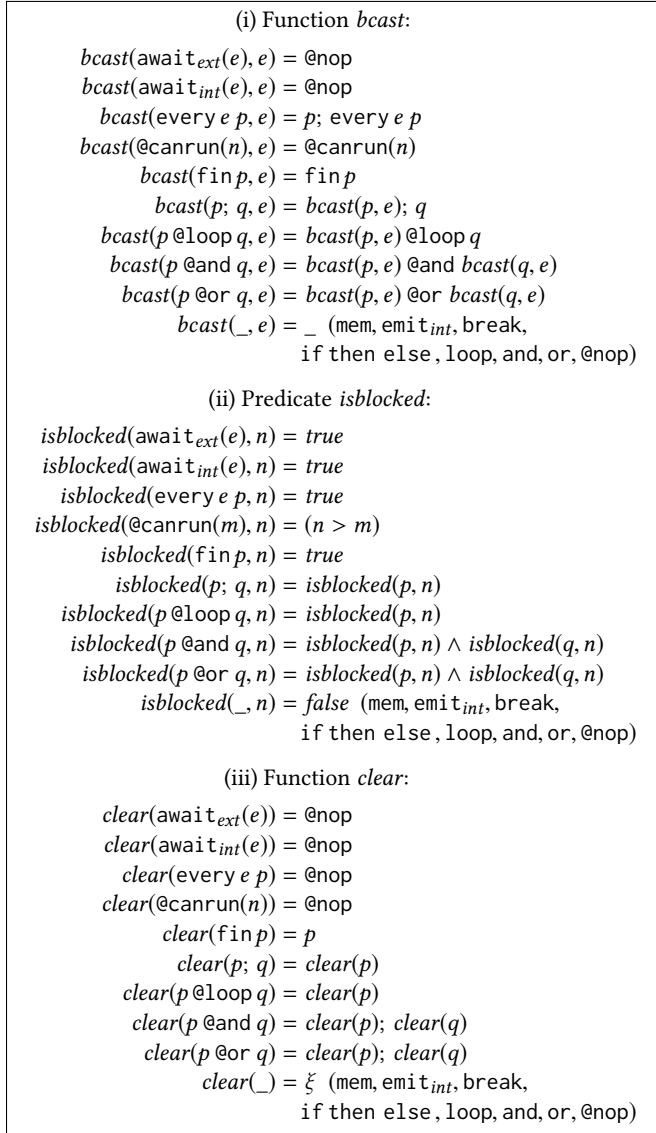 (i) Function bcast:
bcast(await_ext(e), e) = @nop
bcast(await_int(e), e) = @nop
bcast(every e p, e) = p; every e p
bcast(@canrun(n), e) = @canrun(n)
bcast(fin p, e) = fin p
bcast(p; q, e) = bcast(p, e); q
bcast(p @loop q, e) = bcast(p, e) @loop q
bcast(p @and q, e) = bcast(p, e) @and bcast(q, e)
bcast(p @or q, e) = bcast(p, e) @or bcast(q, e)
bcast(_, e) = _ (mem, emit_int, break,
if then else, loop, and, or, @nop)
(ii) Predicate isblocked:
isblocked(await_ext(e), n) = true
isblocked(await_int(e), n) = true
isblocked(every e p, n) = true
isblocked(@canrun(m), n) = (n > m)
isblocked(fin p, n) = true
isblocked(p; q, n) = isblocked(p, n)
isblocked(p @loop q, n) = isblocked(p, n)
isblocked(p @and q, n) = isblocked(p, n) ∧ isblocked(q, n)
isblocked(p @or q, n) = isblocked(p, n) ∧ isblocked(q, n)
isblocked(_, n) = false (mem, emit_int, break,
if then else, loop, and, or, @nop)
(iii) Function clear:
clear(await_ext(e)) = @nop
clear(await_int(e)) = @nop
clear(every e p) = @nop
clear(@canrun(n)) = @nop
clear(fin p) = p
clear(p; q) = clear(p)
clear(p @loop q) = clear(p)
clear(p @and q) = clear(p); clear(q)
clear(p @or q) = clear(p); clear(q)
clear(_) = ξ (mem, emit_int, break,
if then else, loop, and, or, @nop)